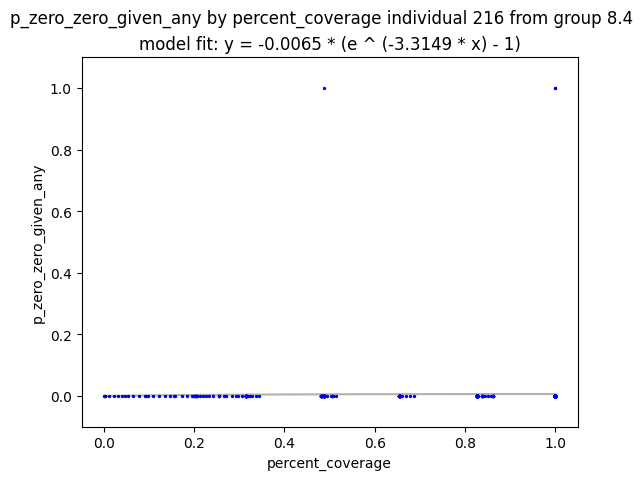 p_zero_zero_given_any by percent_coverage individual 216 from group 8.4
model fit: y = -0.0065 * (e ^ (-3.3149 * x) - 1)
p_zero_zero_given_any
1.0
0.8
0.6
0.4
0.2
0.0
0.0 0.2 0.4 0.6 0.8 1.0
percent_coverage